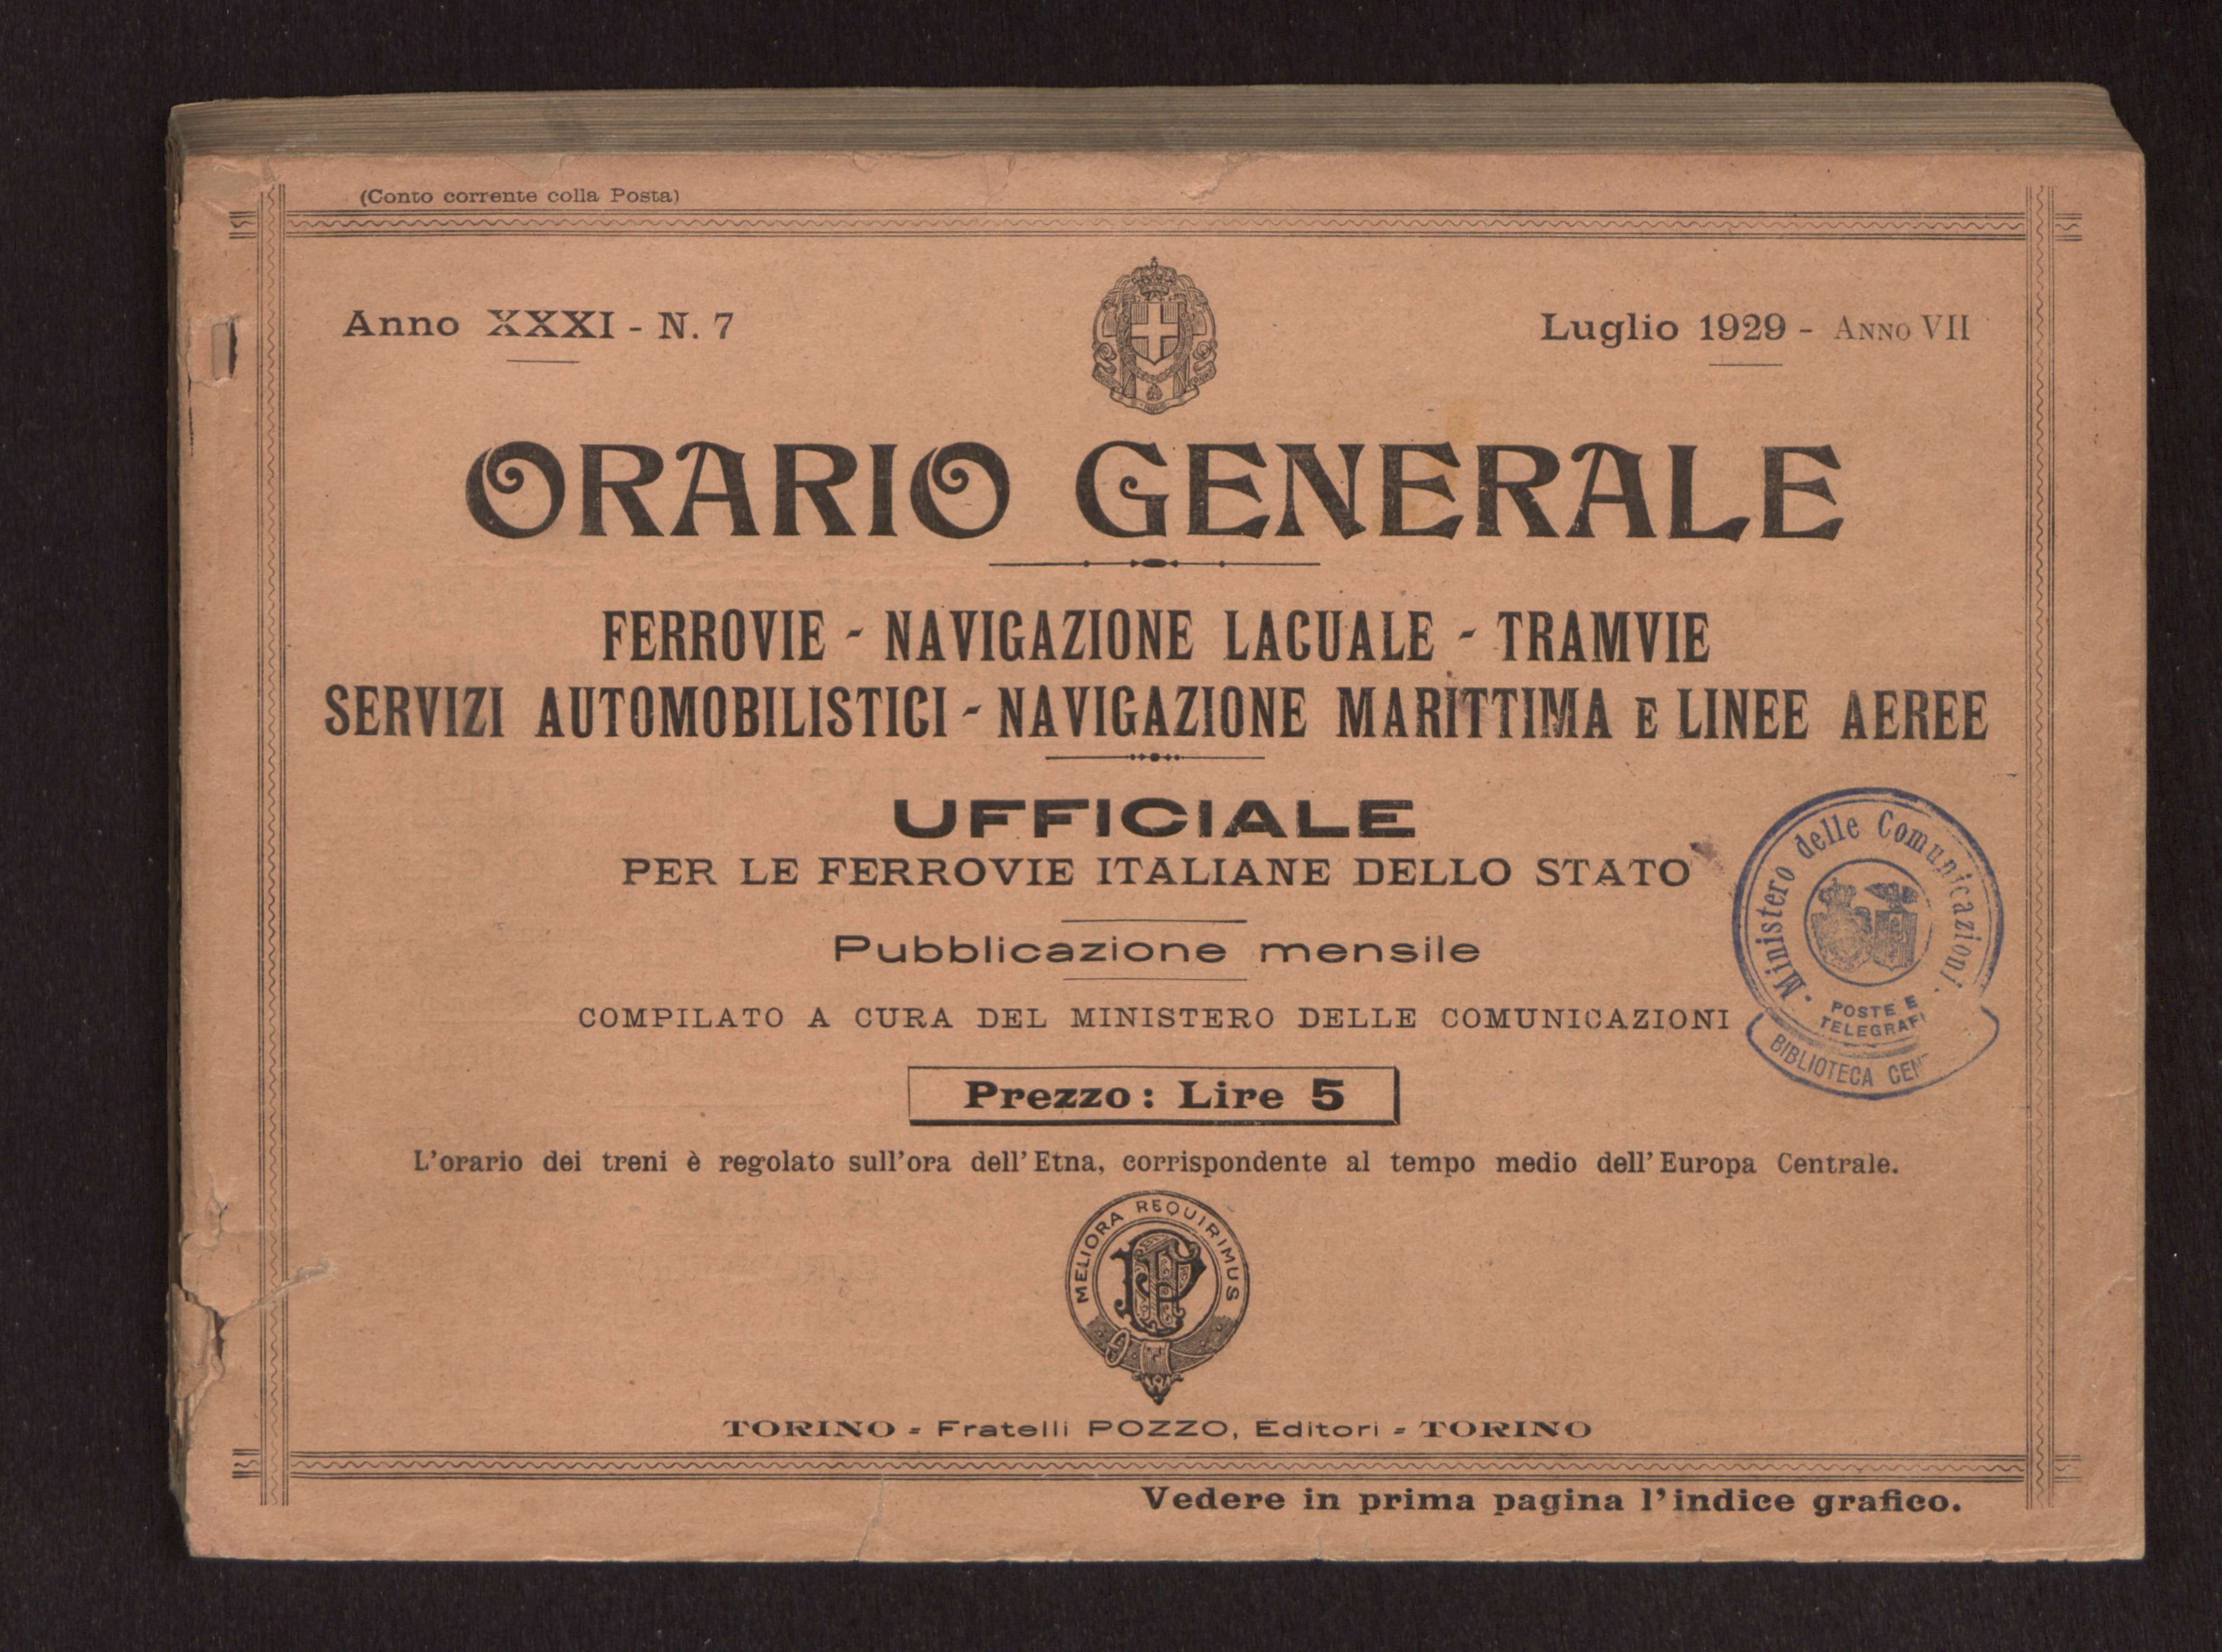 (Conto corrente colla Posta)
Anno XXXI - N. 7
Luglio 1929 - ANNO VII
ORARIO GENERALE
FERROVIE - NAVIGAZIONE LACUALE - TRAMVIE
SERVIZI AUTOMOBILISTICI - NAVIGAZIONE MARITTIMA E LINEE AEREE
UFFICIALE
PER LE FERROVIE ITALIANE DELLO STATO
Pubblicazione mensile
COMPILATO A CURA DEL MINISTERO DELLE COMUNICAZIONI
· Ministero delle Comunicazioni ·
POSTE E
TELEGRAFI
BIBLIOTECA
Prezzo: Lire 5
L'orario dei treni è regolato sull'ora dell'Etna, corrispondente al tempo medio dell'Europa Centrale.
MELIORA REQUIRIMUS
TORINO - Fratelli POZZO, Editori - TORINO
Vedere in prima pagina l'indice grafico.